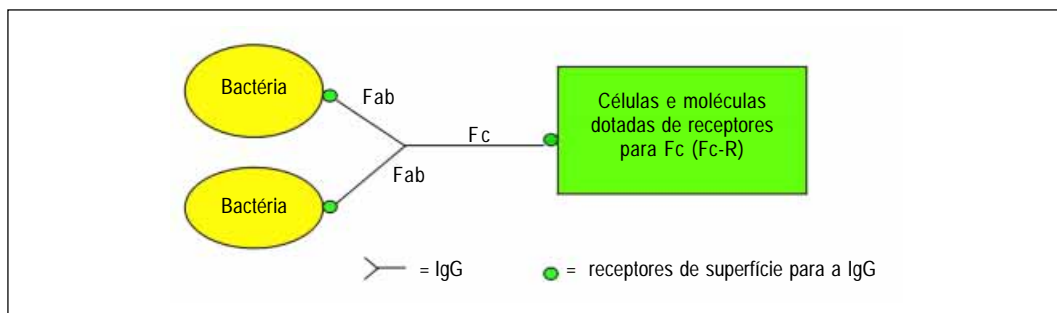 Bactéria
Fab
Fc
Fab
Bactéria
Células e moléculas
dotadas de receptores
para Fc (Fc-R)
= IgG
= receptores de superfície para a IgG